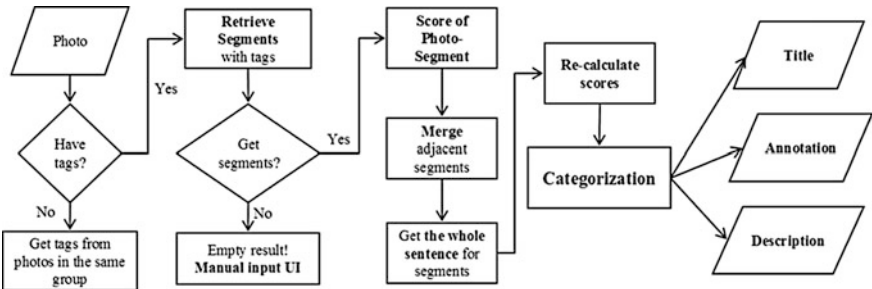 Photo
Have
tags?
No
Get tags from
photos in the same
group
Yes
Retrieve
Segments
with tags
Get
segments?
No
Empty result!
Manual input UI
Yes
Score of
Photo-
Segment
Merge
adjacent
segments
Get the whole
sentence for
segments
Re-calculate
scores
Categorization
Title
Annotation
Description